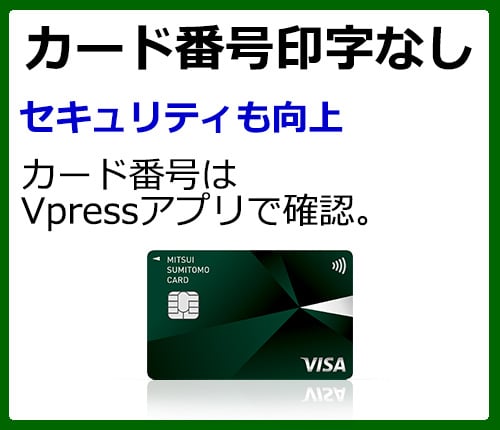 カード番号印字なし
セキュリティも向上
カード番号は
Vpressアプリで確認。
MITSUI
SUMITOMO
CARD
VISA